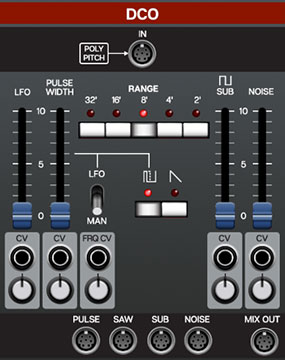 DCO
IN
POLY
PITCH
LFO
PULSE
WIDTH
RANGE
SUB
NOISE
32' 16' 8' 4' 2'
10
10
5
5
0
0
LFO
MAN
CV
CV
FRQ CV
CV
CV
PULSE
SAW
SUB
NOISE
MIX OUT